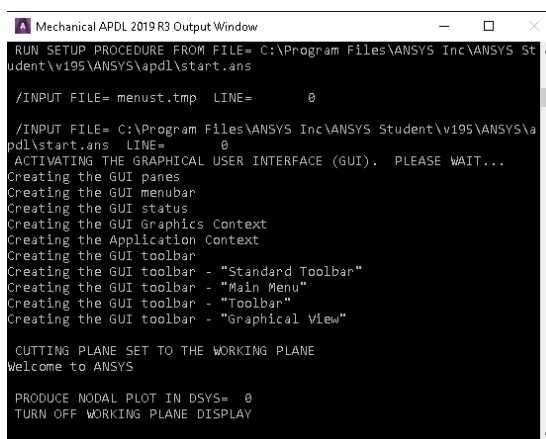 Mechanical APDL 2019 R3 Output Window
RUN SETUP PROCEDURE FROM FILE= C:\Program Files\ANSYS Inc\ANSYS St
udent\v195\ANSYS\apdl\start.ans
/INPUT FILE= menust.tmp  LINE=       0
/INPUT FILE= C:\Program Files\ANSYS Inc\ANSYS Student\v195\ANSYS\a
pdl\start.ans  LINE=       0
ACTIVATING THE GRAPHICAL USER INTERFACE (GUI).  PLEASE WAIT...
Creating the GUI panes
Creating the GUI menubar
Creating the GUI status
Creating the GUI Graphics Context
Creating the Application Context
Creating the GUI toolbar
Creating the GUI toolbar - "Standard Toolbar"
Creating the GUI toolbar - "Main Menu"
Creating the GUI toolbar - "Toolbar"
Creating the GUI toolbar - "Graphical View"
CUTTING PLANE SET TO THE WORKING PLANE
Welcome to ANSYS
PRODUCE NODAL PLOT IN DSYS=  0
TURN OFF WORKING PLANE DISPLAY